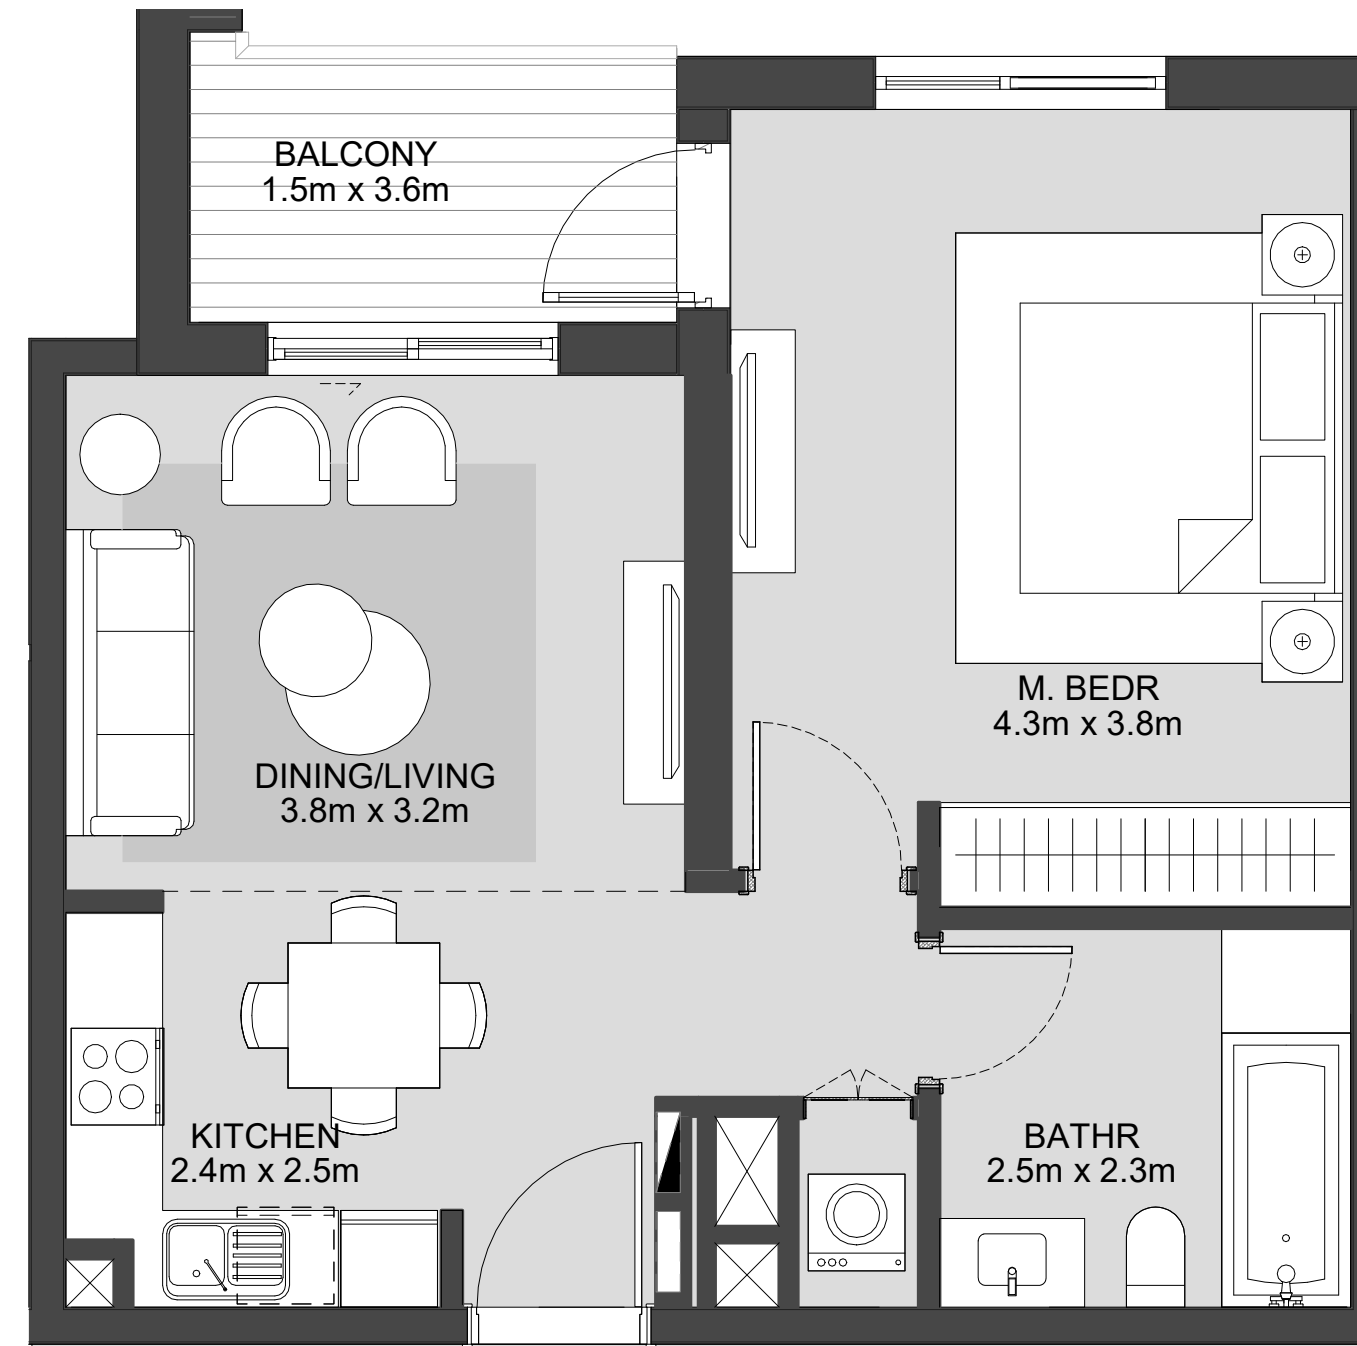 BALCONY
1.5m x 3.6m
M. BEDR
4.3m x 3.8m
DINING/LIVING
3.8m x 3.2m
KITCHEN
2.4m x 2.5m
BATHR
2.5m x 2.3m